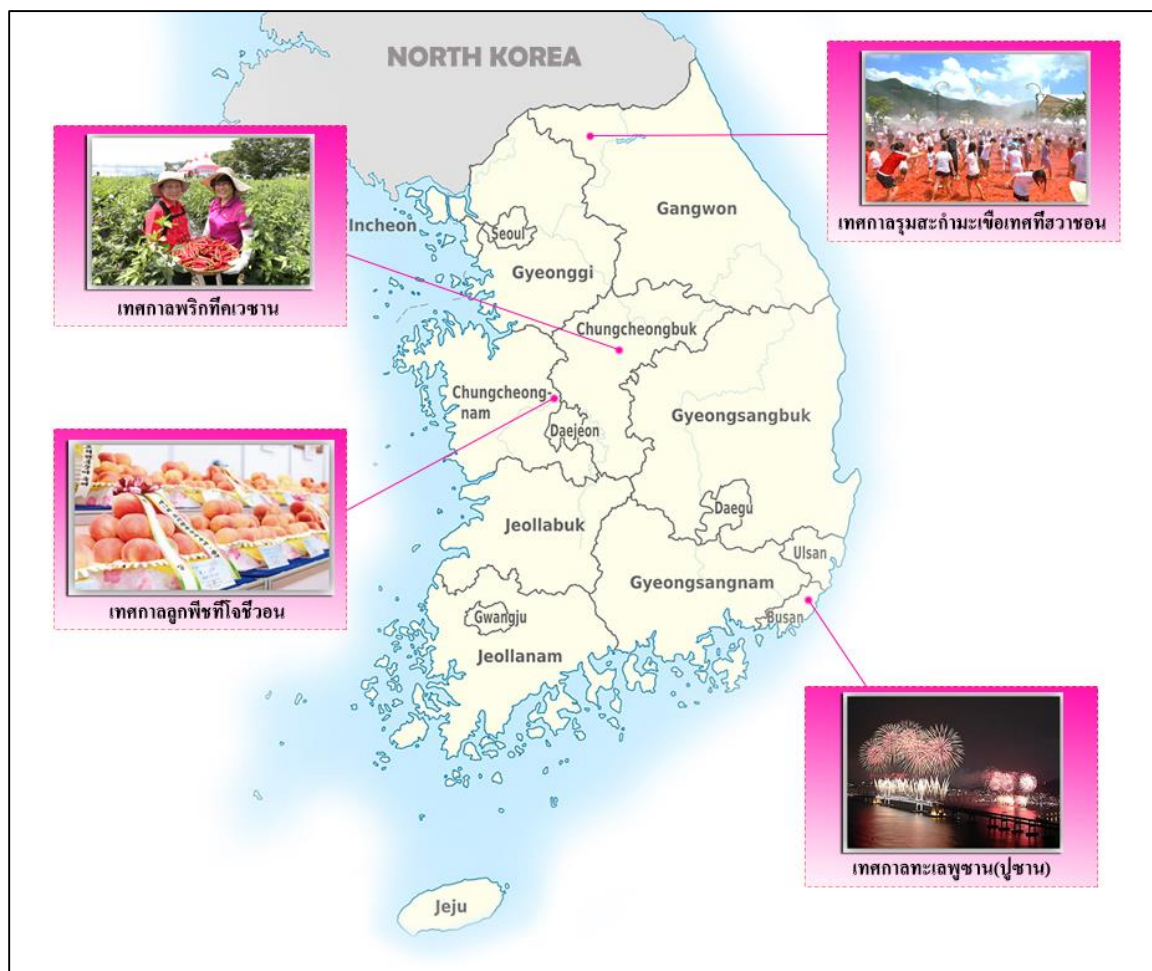 NORTH KOREA
เทศกาลรุมสะกำมะเขือเทศที่ฮวาชอน
Incheon
Seoul
Gangwon
Gyeonggi
เทศกาลพริกที่คเวซาน
Chungcheongbuk
Chungcheong-
nam
Daejeon
Gyeongsangbuk
Daegu
Jeollabuk
Ulsan
Gyeongsangnam
เทศกาลลูกพีชที่โจชีวอน
Gwangju
Busan
Jeollanam
เทศกาลทะเลพูซาน(ปูซาน)
Jeju